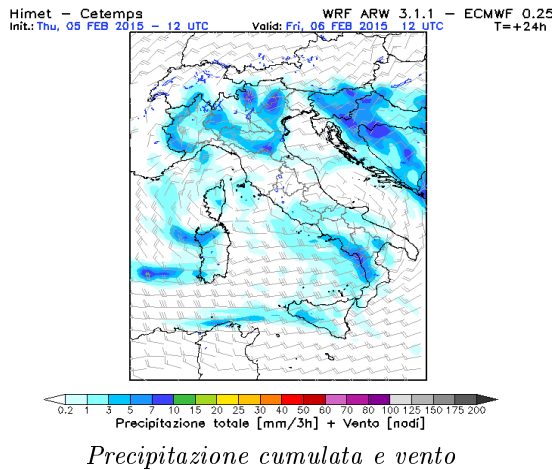 Himet – Cetemps WRF ARW 3.1.1 – ECMWF 0.25
Init.: Thu, 05 FEB 2015 – 12 UTC Valid: Fri, 06 FEB 2015 12 UTC T=+24h
0.2 1 3 5 7 10 15 20 25 30 40 50 60 70 80 100 125 150 175 200
Precipitazione totale [mm/3h] + Vento [nodi]
Precipitazione cumulata e vento